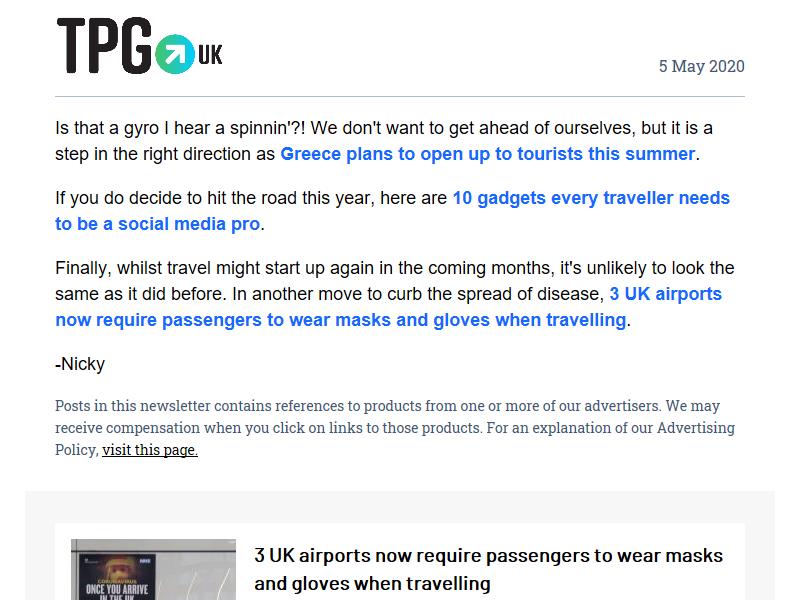 TPG UK
5 May 2020
Is that a gyro I hear a spinnin'?! We don't want to get ahead of ourselves, but it is a
step in the right direction as Greece plans to open up to tourists this summer.
If you do decide to hit the road this year, here are 10 gadgets every traveller needs
to be a social media pro.
Finally, whilst travel might start up again in the coming months, it's unlikely to look the
same as it did before. In another move to curb the spread of disease, 3 UK airports
now require passengers to wear masks and gloves when travelling.
-Nicky
Posts in this newsletter contains references to products from one or more of our advertisers. We may
receive compensation when you click on links to those products. For an explanation of our Advertising
Policy, visit this page.
3 UK airports now require passengers to wear masks
and gloves when travelling
CORONAVIRUS
ONCE YOU ARRIVE
IN THE UK